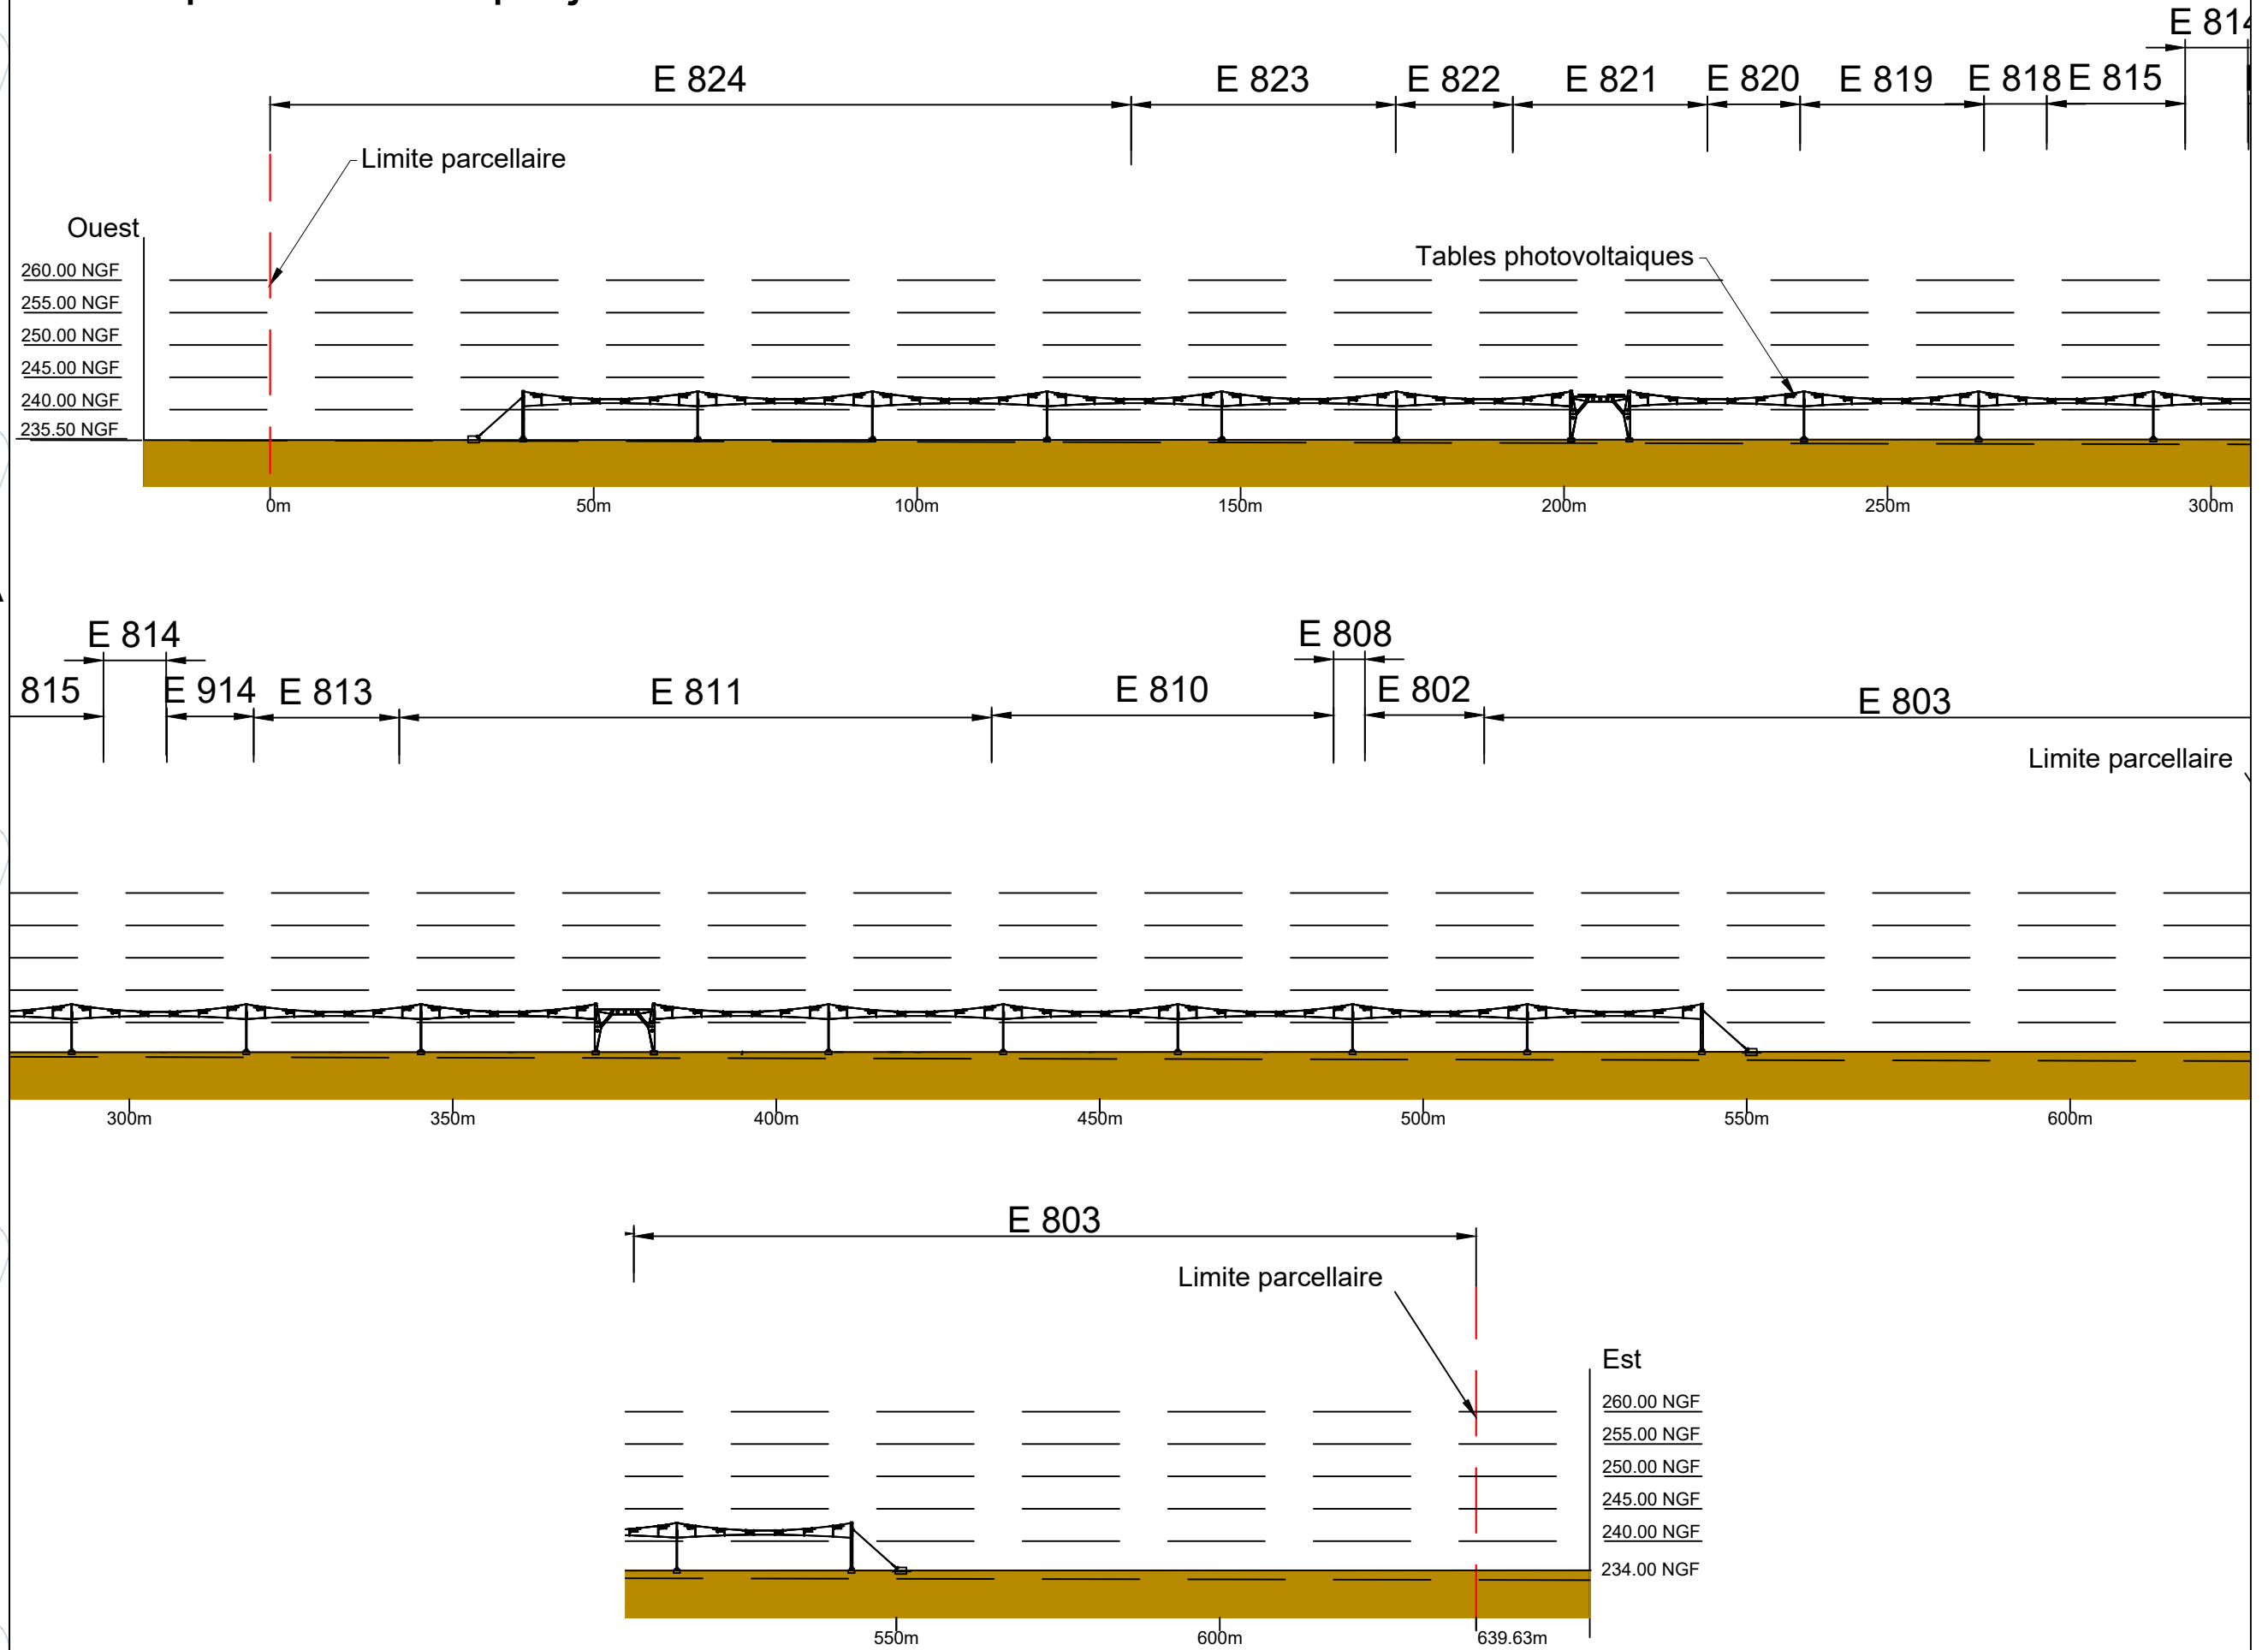 E 814
E 824
E 823
E 822
E 821
E 820
E 819
E 818
E 815
Limite parcellaire
Ouest
Tables photovoltaiques
260.00 NGF
255.00 NGF
250.00 NGF
245.00 NGF
240.00 NGF
235.50 NGF
0m
50m
100m
150m
200m
250m
300m
E 814
E 808
815
E 914
E 813
E 811
E 810
E 802
E 803
Limite parcellaire
300m
350m
400m
450m
500m
550m
600m
E 803
Limite parcellaire
Est
260.00 NGF
255.00 NGF
250.00 NGF
245.00 NGF
240.00 NGF
234.00 NGF
550m
600m
639.63m